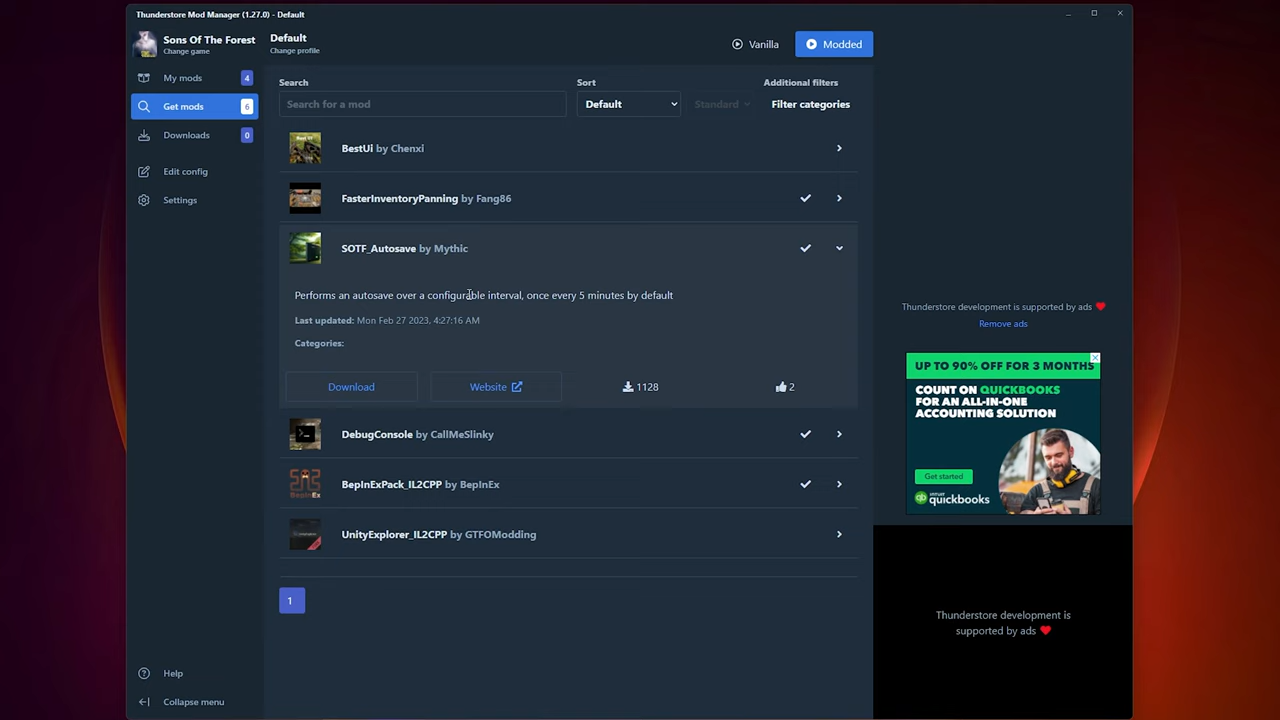 Thunderstore Mod Manager (1.27.0) - Default
Sons Of The Forest
Change game
Default
Change profile
Vanilla
Modded
My mods
4
Get mods
6
Downloads
0
Edit config
Settings
Search
Search for a mod
Sort
Default
Standard
Additional filters
Filter categories
BestUi by Chenxi
FasterInventoryPanning by Fang86
SOTF_Autosave by Mythic
Performs an autosave over a configurable interval, once every 5 minutes by default
Last updated: Mon Feb 27 2023, 4:27:16 AM
Categories:
Download
Website
1128
2
DebugConsole by CallMeSlinky
BepInExPack_IL2CPP by BepInEx
UnityExplorer_IL2CPP by GTFOModding
1
Help
Collapse menu
Thunderstore development is supported by ads
Remove ads
UP TO 90% OFF FOR 3 MONTHS
COUNT ON QUICKBOOKS
FOR AN ALL-IN-ONE
ACCOUNTING SOLUTION
Get started
quickbooks
Thunderstore development is
supported by ads